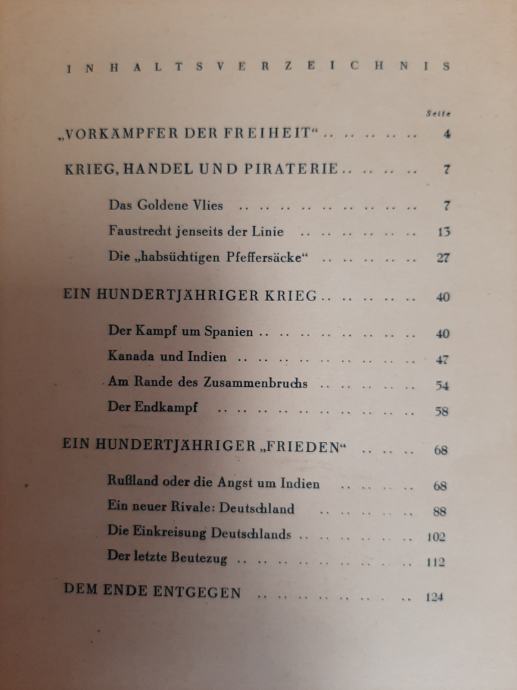 INHALTSVERZEICHNIS
Seite
„VORKÄMPFER DER FREIHEIT“ .. .. .. .. .. 4
KRIEG, HANDEL UND PIRATERIE .. .. .. .. 7
Das Goldene Vlies .. .. .. .. .. .. .. .. .. 7
Faustrecht jenseits der Linie .. .. .. .. .. .. 13
Die „habsüchtigen Pfeffersäcke“ .. .. .. .. .. 27
EIN HUNDERTJÄHRIGER KRIEG .. .. .. .. .. 40
Der Kampf um Spanien .. .. .. .. .. .. .. .. 40
Kanada und Indien .. .. .. .. .. .. .. .. .. 47
Am Rande des Zusammenbruchs .. .. .. .. .. .. 54
Der Endkampf .. .. .. .. .. .. .. .. .. .. 58
EIN HUNDERTJÄHRIGER „FRIEDEN“ .. .. .. .. 68
Rußland oder die Angst um Indien .. .. .. .. 68
Ein neuer Rivale: Deutschland .. .. .. .. .. 88
Die Einkreisung Deutschlands .. .. .. .. .. .. 102
Der letzte Beutezug .. .. .. .. .. .. .. .. .. 112
DEM ENDE ENTGEGEN .. .. .. .. .. .. .. .. 124